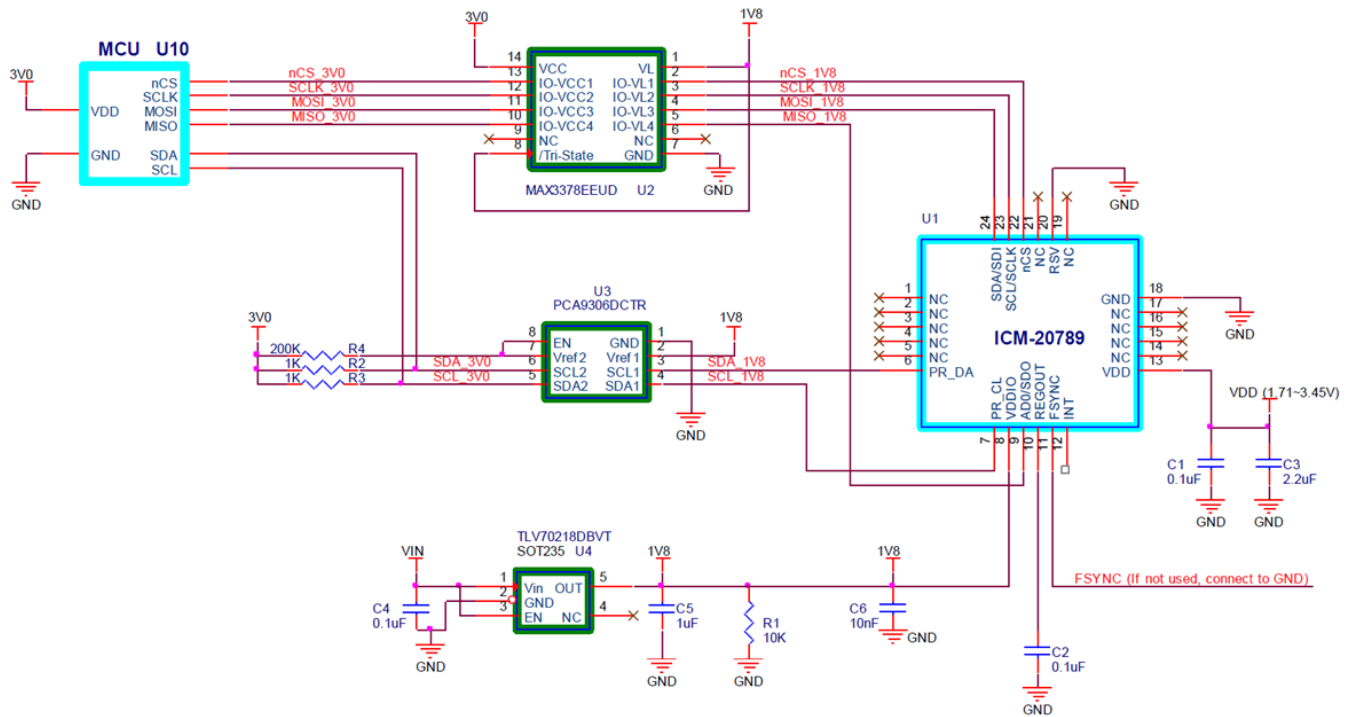 MCU U10
3V0
VDD
GND
nCS
SCLK
MOSI
MISO
SDA
SCL
GND
nCS_3V0
SCLK_3V0
MOSI_3V0
MISO_3V0
3V0
1V8
14
13
12
11
10
9
8
VCC
IO-VCC1
IO-VCC2
IO-VCC3
IO-VCC4
NC
/Tri-State
VL
IO-VL1
IO-VL2
IO-VL3
IO-VL4
NC
GND
1
2
3
4
5
6
7
MAX3378EEUD U2
GND
nCS_1V8
SCLK_1V8
MOSI_1V8
MISO_1V8
GND
U1
24
23
22
21
20
19
SDA/SDI
SCL/SCLK
nCS
NC
RSV
NC
1
2
3
4
5
6
NC
NC
NC
NC
NC
PR_DA
ICM-20789
GND
NC
NC
NC
NC
VDD
18
17
16
15
14
13
GND
PR_CL
VDDIO
AD0/SDO
REGOUT
FSYNC
INT
7
8
9
10
11
12
VDD (1.71~3.45V)
C1
0.1uF
C3
2.2uF
GND
GND
U3
PCA9306DCTR
3V0
200K R4
1K R2
1K R3
SDA_3V0
SCL_3V0
8
7
6
5
EN
Vref2
SCL2
SDA2
GND
Vref1
SCL1
SDA1
1
2
3
4
1V8
SDA_1V8
SCL_1V8
GND
TLV70218DBVT
SOT235 U4
VIN
C4
0.1uF
GND
1
2
3
Vin
GND
EN
OUT
NC
5
4
1V8
C5
1uF
GND
R1
10K
GND
1V8
C6
10nF
GND
FSYNC (If not used, connect to GND)
C2
0.1uF
GND